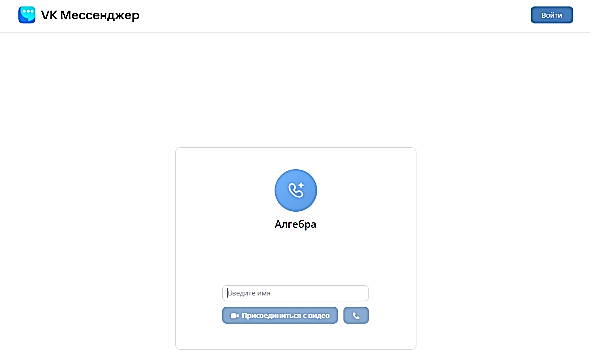 VK Мессенджер
Войти
Алгебра
Введите имя
Присоединиться с видео